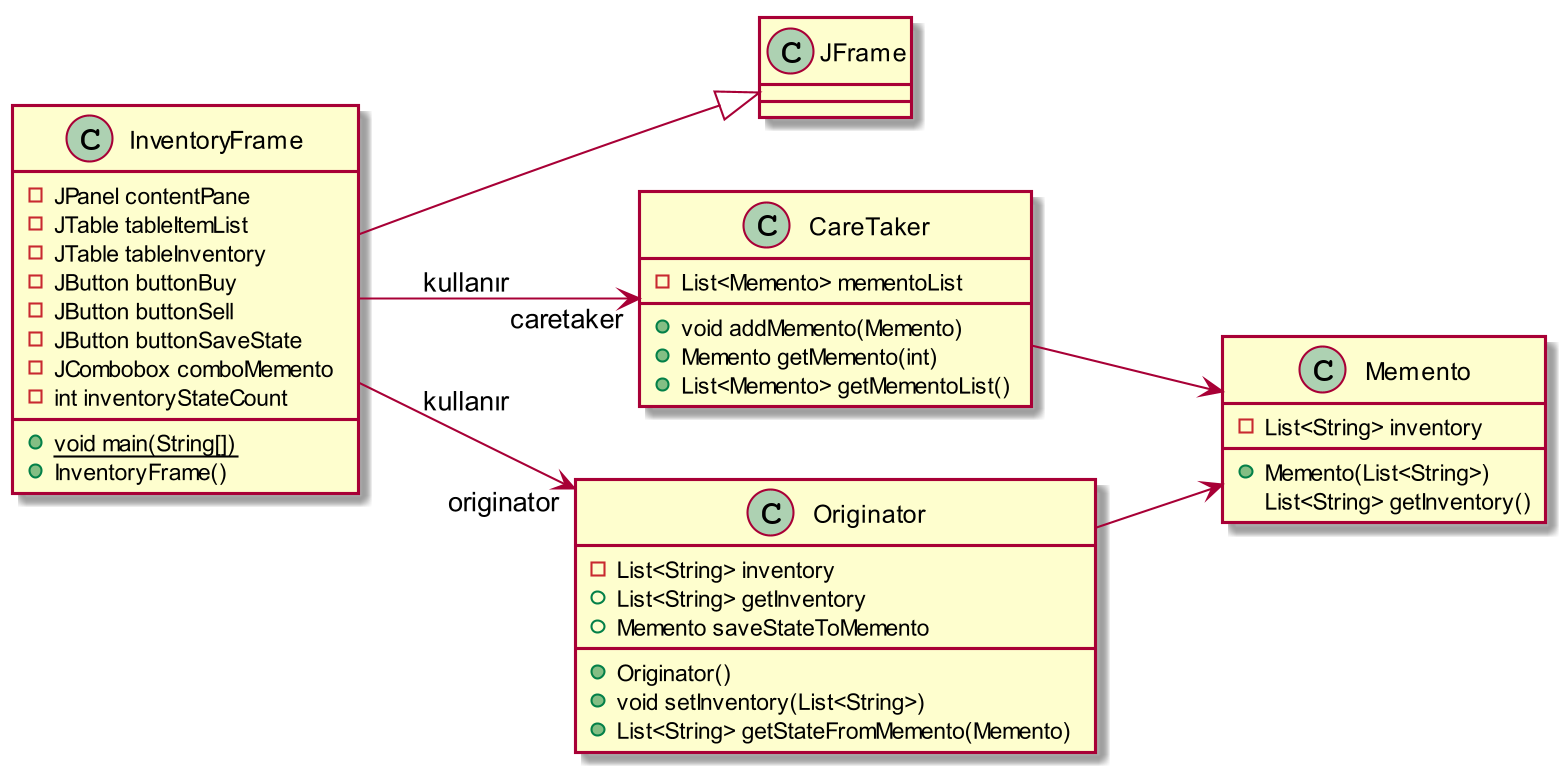 C JFrame
C InventoryFrame
JPanel contentPane
JTable tableItemList
JTable tableInventory
JButton buttonBuy
JButton buttonSell
JButton buttonSaveState
JCombobox comboMemento
int inventoryStateCount
void main(String[])
InventoryFrame()
kullanır
caretaker
kullanır
originator
C CareTaker
List<Memento> mementoList
void addMemento(Memento)
Memento getMemento(int)
List<Memento> getMementoList()
C Originator
List<String> inventory
List<String> getInventory
Memento saveStateToMemento
Originator()
void setInventory(List<String>)
List<String> getStateFromMemento(Memento)
C Memento
List<String> inventory
Memento(List<String>)
List<String> getInventory()